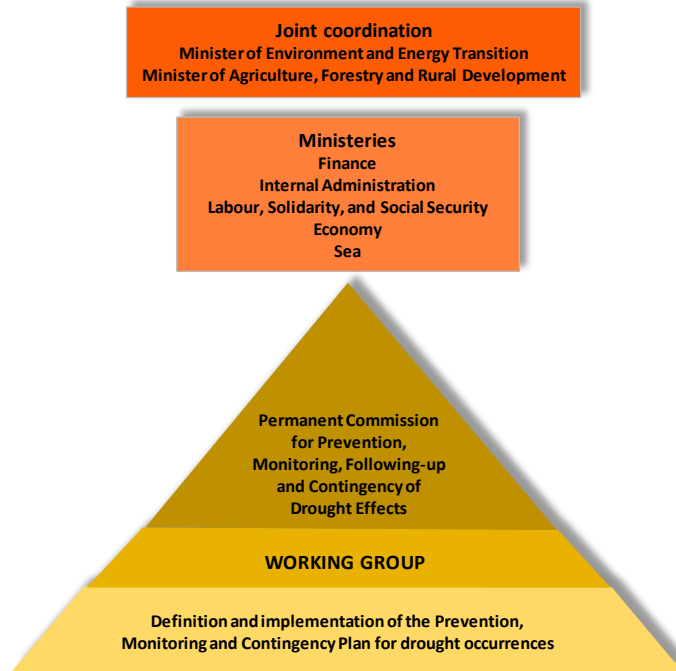 Joint coordination
Minister of Environment and Energy Transition
Minister of Agriculture, Forestry and Rural Development
Ministeries
Finance
Internal Administration
Labour, Solidarity, and Social Security
Economy
Sea
Permanent Commission
for Prevention,
Monitoring, Following-up
and Contingency of
Drought Effects
WORKING GROUP
Definition and implementation of the Prevention,
Monitoring and Contingency Plan for drought occurrences